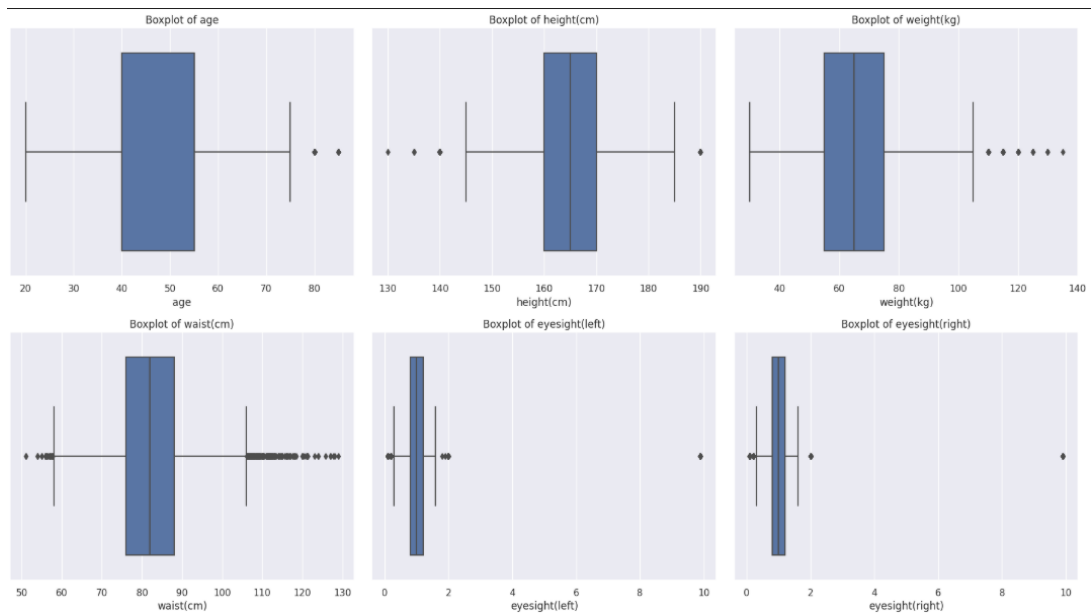 Boxplot of age
Boxplot of height(cm)
Boxplot of weight(kg)
20 30 40 50 60 70 80
130 140 150 160 170 180 190
40 60 80 100 120 140
age
height(cm)
weight(kg)
Boxplot of waist(cm)
Boxplot of eyesight(left)
Boxplot of eyesight(right)
50 60 70 80 90 100 110 120 130
0 2 4 6 8 10
0 2 4 6 8 10
waist(cm)
eyesight(left)
eyesight(right)